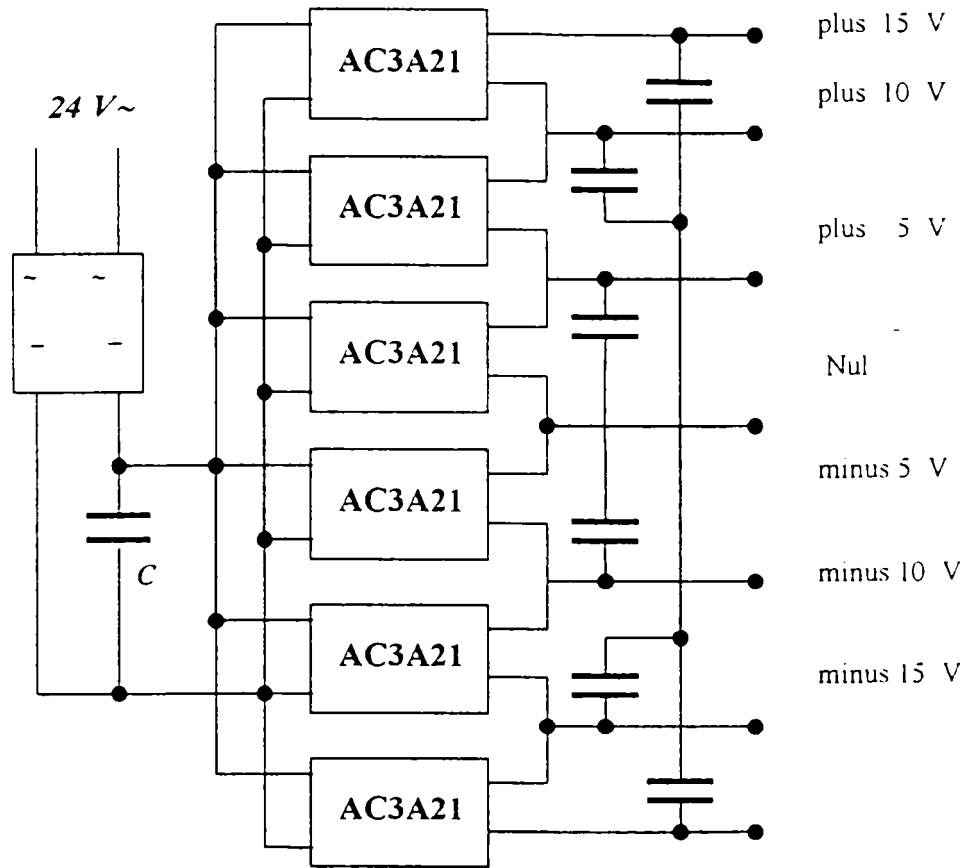 plus 15 V
AC3A21
plus 10 V
24 V~
AC3A21
plus 5 V
~ ~
AC3A21
– –
Nul
AC3A21
minus 5 V
C
minus 10 V
AC3A21
minus 15 V
AC3A21